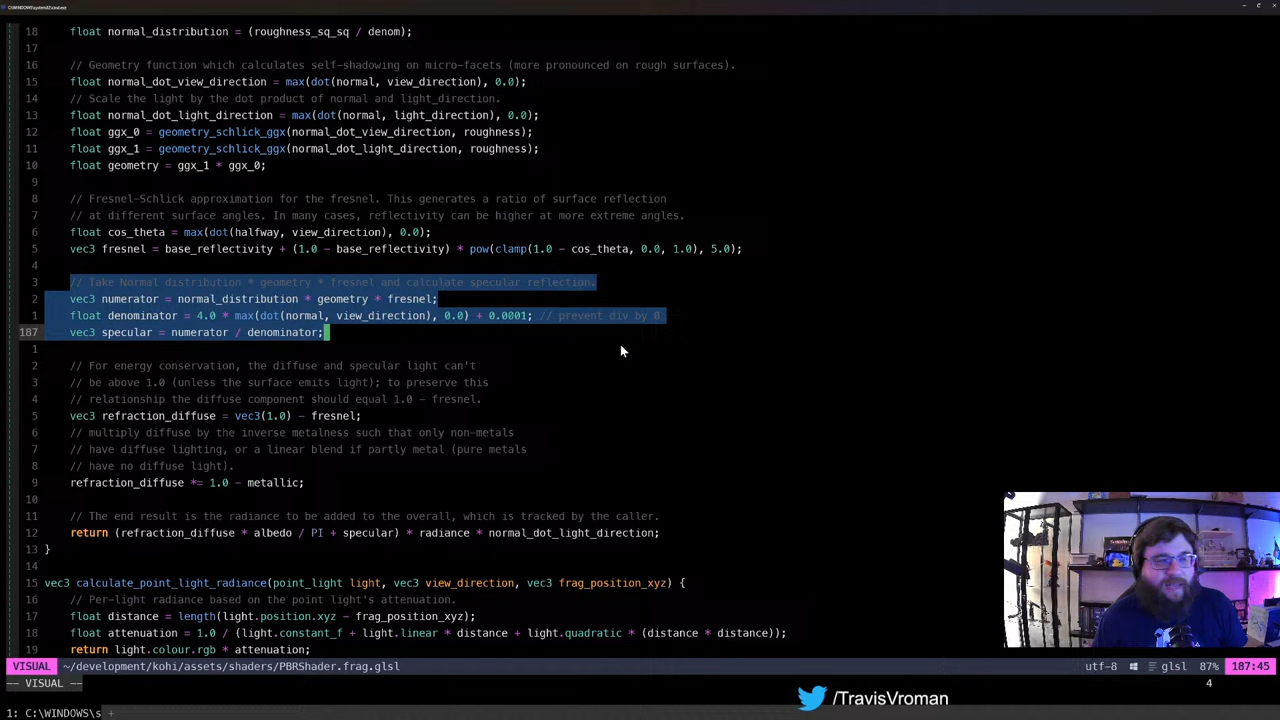 C:\WINDOWS\system32\cmd.exe
18 float normal_distribution = (roughness_sq_sq / denom);
17
16 // Geometry function which calculates self-shadowing on micro-facets (more pronounced on rough surfaces).
15 float normal_dot_view_direction = max(dot(normal, view_direction), 0.0);
14 // Scale the light by the dot product of normal and light_direction.
13 float normal_dot_light_direction = max(dot(normal, light_direction), 0.0);
12 float ggx_0 = geometry_schlick_ggx(normal_dot_view_direction, roughness);
11 float ggx_1 = geometry_schlick_ggx(normal_dot_light_direction, roughness);
10 float geometry = ggx_1 * ggx_0;
9
8 // Fresnel-Schlick approximation for the fresnel. This generates a ratio of surface reflection
7 // at different surface angles. In many cases, reflectivity can be higher at more extreme angles.
6 float cos_theta = max(dot(halfway, view_direction), 0.0);
5 vec3 fresnel = base_reflectivity + (1.0 - base_reflectivity) * pow(clamp(1.0 - cos_theta, 0.0, 1.0), 5.0);
4
3 // Take Normal distribution * geometry * fresnel and calculate specular reflection.
2 vec3 numerator = normal_distribution * geometry * fresnel;
1 float denominator = 4.0 * max(dot(normal, view_direction), 0.0) + 0.0001; // prevent div by 0
187 vec3 specular = numerator / denominator;
1
2 // For energy conservation, the diffuse and specular light can't
3 // be above 1.0 (unless the surface emits light); to preserve this
4 // relationship the diffuse component should equal 1.0 - fresnel.
5 vec3 refraction_diffuse = vec3(1.0) - fresnel;
6 // multiply diffuse by the inverse metalness such that only non-metals
7 // have diffuse lighting, or a linear blend if partly metal (pure metals
8 // have no diffuse light).
9 refraction_diffuse *= 1.0 - metallic;
10
11 // The end result is the radiance to be added to the overall, which is tracked by the caller.
12 return (refraction_diffuse * albedo / PI + specular) * radiance * normal_dot_light_direction;
13 }
14
15 vec3 calculate_point_light_radiance(point_light light, vec3 view_direction, vec3 frag_position_xyz) {
16 // Per-light radiance based on the point light's attenuation.
17 float distance = length(light.position.xyz - frag_position_xyz);
18 float attenuation = 1.0 / (light.constant_f + light.linear * distance + light.quadratic * (distance * distance));
19 return light.colour.rgb * attenuation;
VISUAL ~/development/kohi/assets/shaders/PBRShader.frag.glsl utf-8 glsl 87% 187:45
-- VISUAL -- 4
/TravisVroman
1: C:\WINDOWS\s +